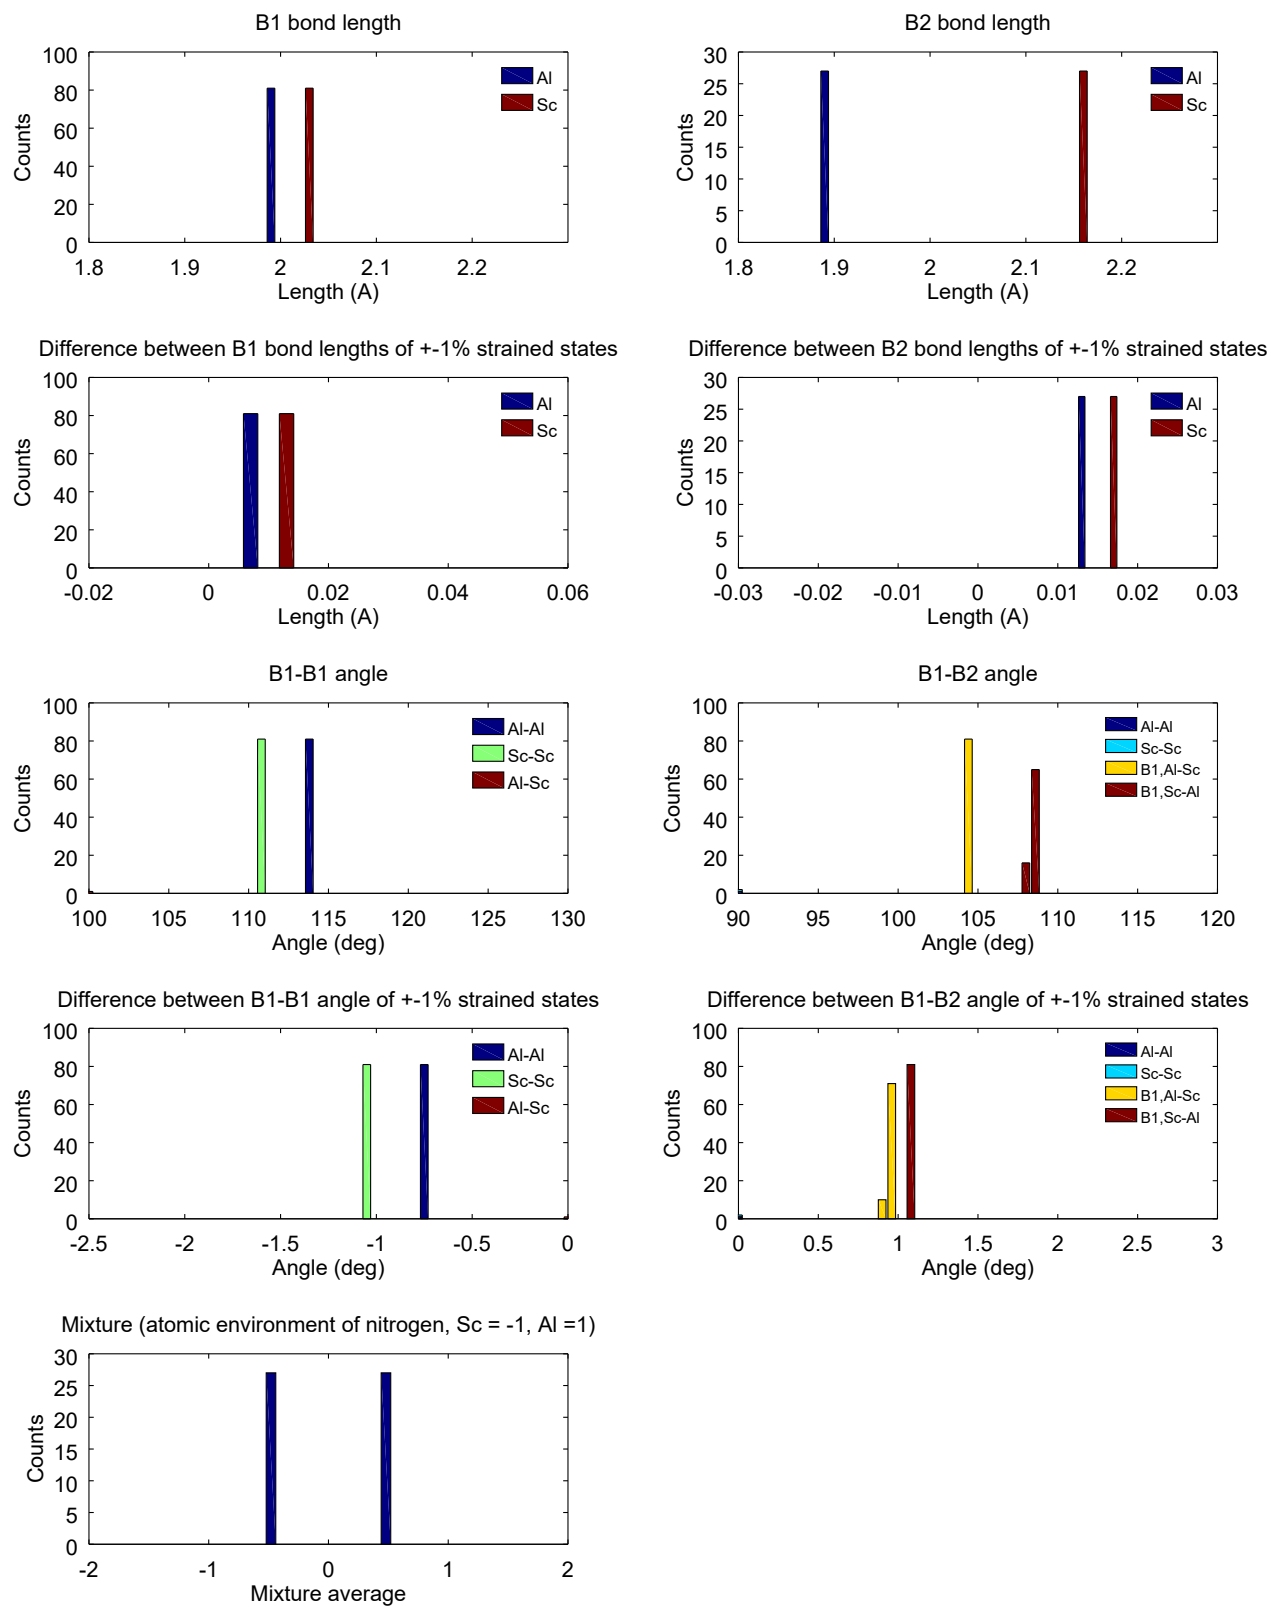 B1 bond length
100
80
60
40
20
0
Counts
Al
Sc
1.8 1.9 2 2.1 2.2
Length (A)
B2 bond length
30
25
20
15
10
5
0
Counts
Al
Sc
1.8 1.9 2 2.1 2.2
Length (A)
Difference between B1 bond lengths of +-1% strained states
100
80
60
40
20
0
Counts
Al
Sc
-0.02 0 0.02 0.04 0.06
Length (A)
Difference between B2 bond lengths of +-1% strained states
30
25
20
15
10
5
0
Counts
Al
Sc
-0.03 -0.02 -0.01 0 0.01 0.02 0.03
Length (A)
B1-B1 angle
100
80
60
40
20
0
Counts
Al-Al
Sc-Sc
Al-Sc
100 105 110 115 120 125 130
Angle (deg)
B1-B2 angle
100
80
60
40
20
0
Counts
Al-Al
Sc-Sc
B1,Al-Sc
B1,Sc-Al
90 95 100 105 110 115 120
Angle (deg)
Difference between B1-B1 angle of +-1% strained states
100
80
60
40
20
0
Counts
Al-Al
Sc-Sc
Al-Sc
-2.5 -2 -1.5 -1 -0.5 0
Angle (deg)
Difference between B1-B2 angle of +-1% strained states
100
80
60
40
20
0
Counts
Al-Al
Sc-Sc
B1,Al-Sc
B1,Sc-Al
0 0.5 1 1.5 2 2.5 3
Angle (deg)
Mixture (atomic environment of nitrogen, Sc = -1, Al =1)
30
25
20
15
10
5
0
Counts
-2 -1 0 1 2
Mixture average